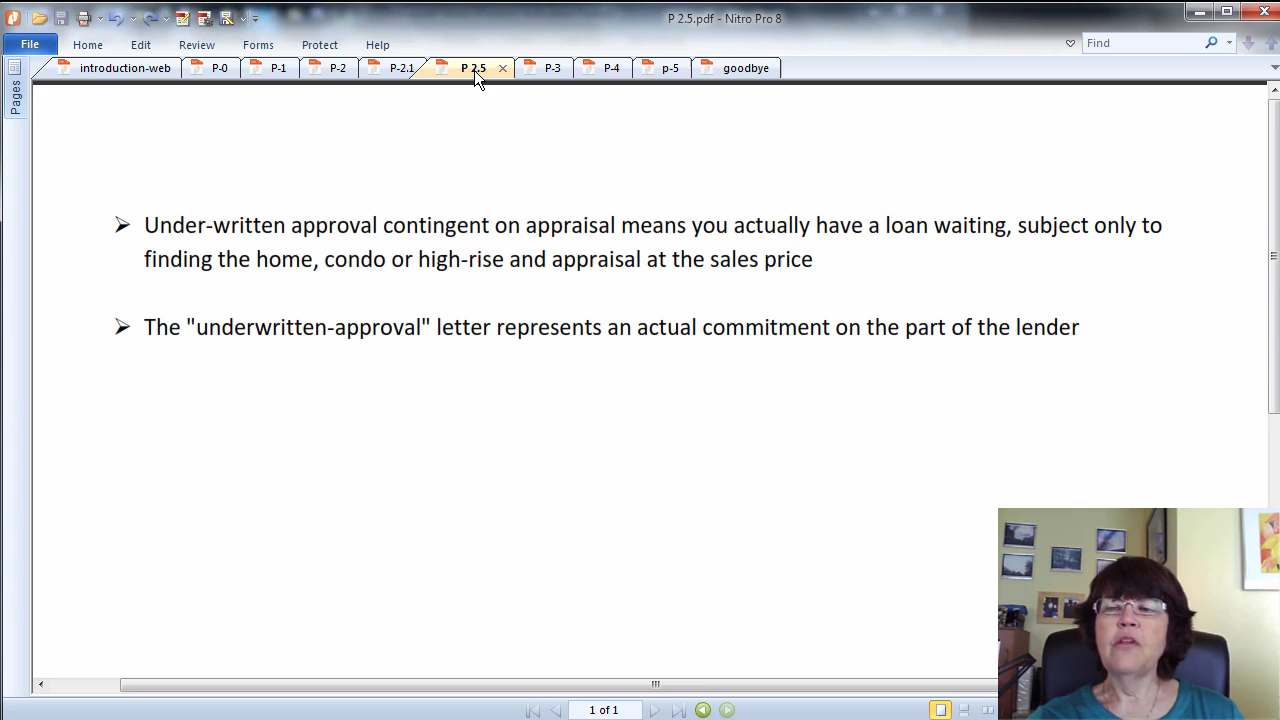 P 2.5.pdf - Nitro Pro 8
File Home Edit Review Forms Protect Help Find
introduction-web P-0 P-1 P-2 P-2.1 P 2.5 P-3 P-4 p-5 goodbye
Pages
➢ Under-written approval contingent on appraisal means you actually have a loan waiting, subject only to
finding the home, condo or high-rise and appraisal at the sales price
➢ The "underwritten-approval" letter represents an actual commitment on the part of the lender
1 of 1